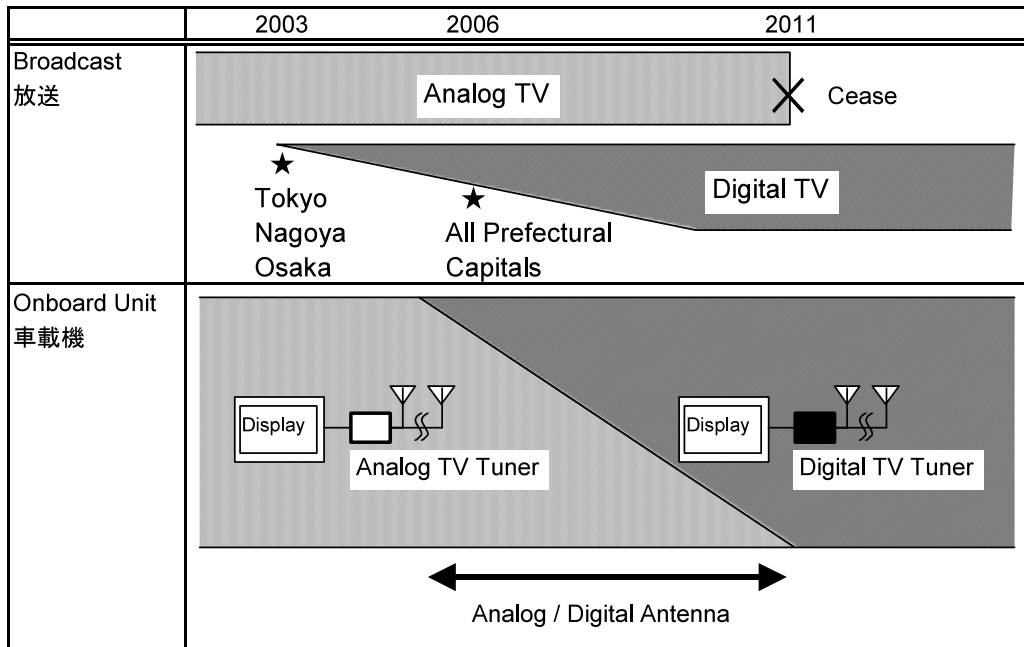 2003 2006 2011
Broadcast
放送
Analog TV
Cease
★
Tokyo
Nagoya
Osaka
★
All Prefectural
Capitals
Digital TV
Onboard Unit
車載機
Display
Analog TV Tuner
Display
Digital TV Tuner
Analog / Digital Antenna